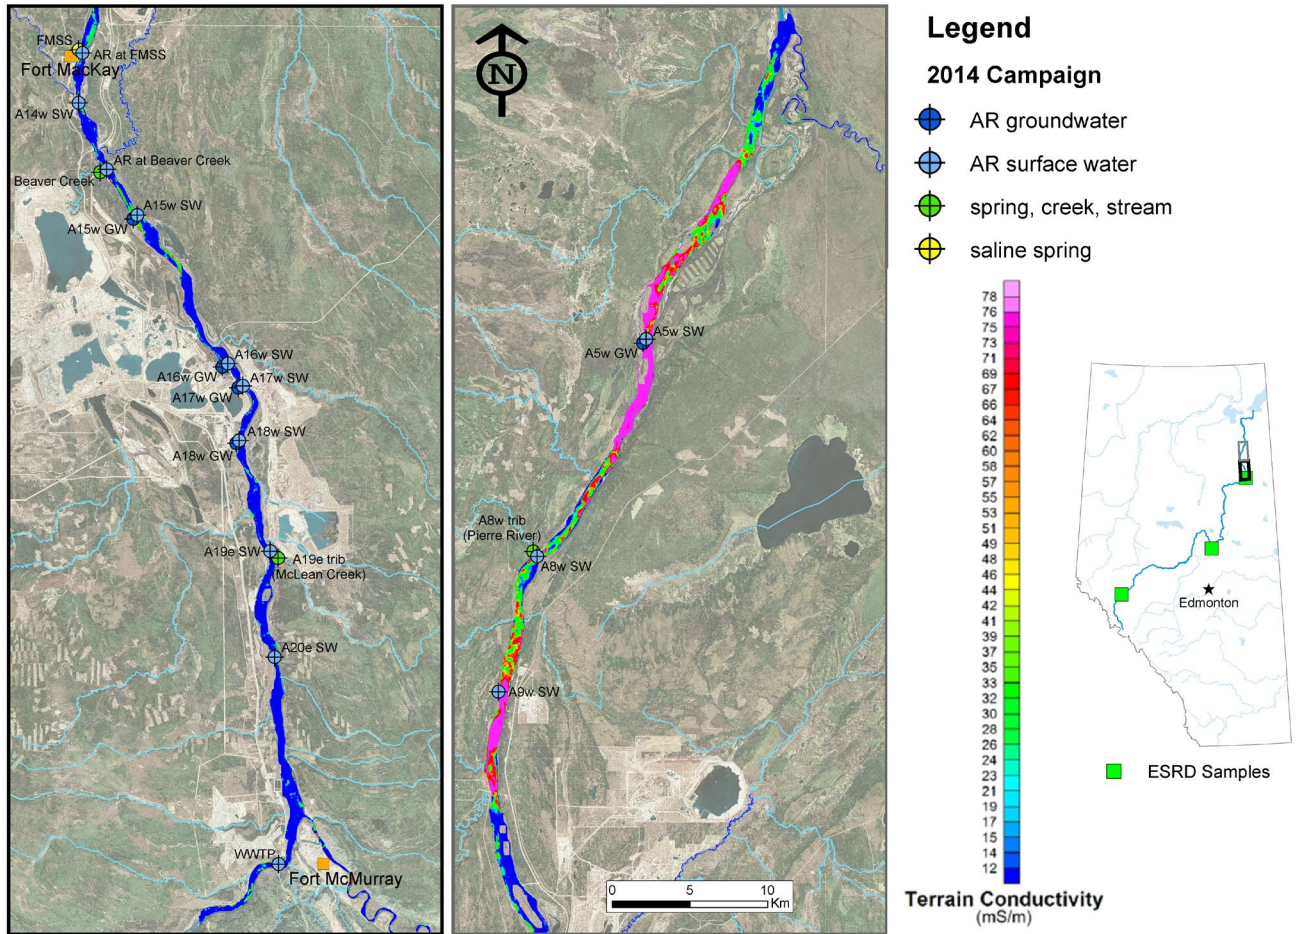 FMSS
AR at FMSS
Fort MacKay
A14w SW
AR at Beaver Creek
Beaver Creek
A15w SW
A15w GW
A16w SW
A16w GW
A17w SW
A17w GW
A18w SW
A18w GW
A19e SW
A19e trib
(McLean Creek)
A20e SW
WWTP
Fort McMurray
N
A5w SW
A5w GW
A8w trib
(Pierre River)
A8w SW
A9w SW
0 5 10
Km
Legend
2014 Campaign
AR groundwater
AR surface water
spring, creek, stream
saline spring
78
76
75
73
71
69
67
66
64
62
60
58
57
55
53
51
49
48
46
44
42
41
39
37
35
33
32
30
28
26
24
23
21
19
17
15
14
12
Terrain Conductivity
(mS/m)
Edmonton
ESRD Samples